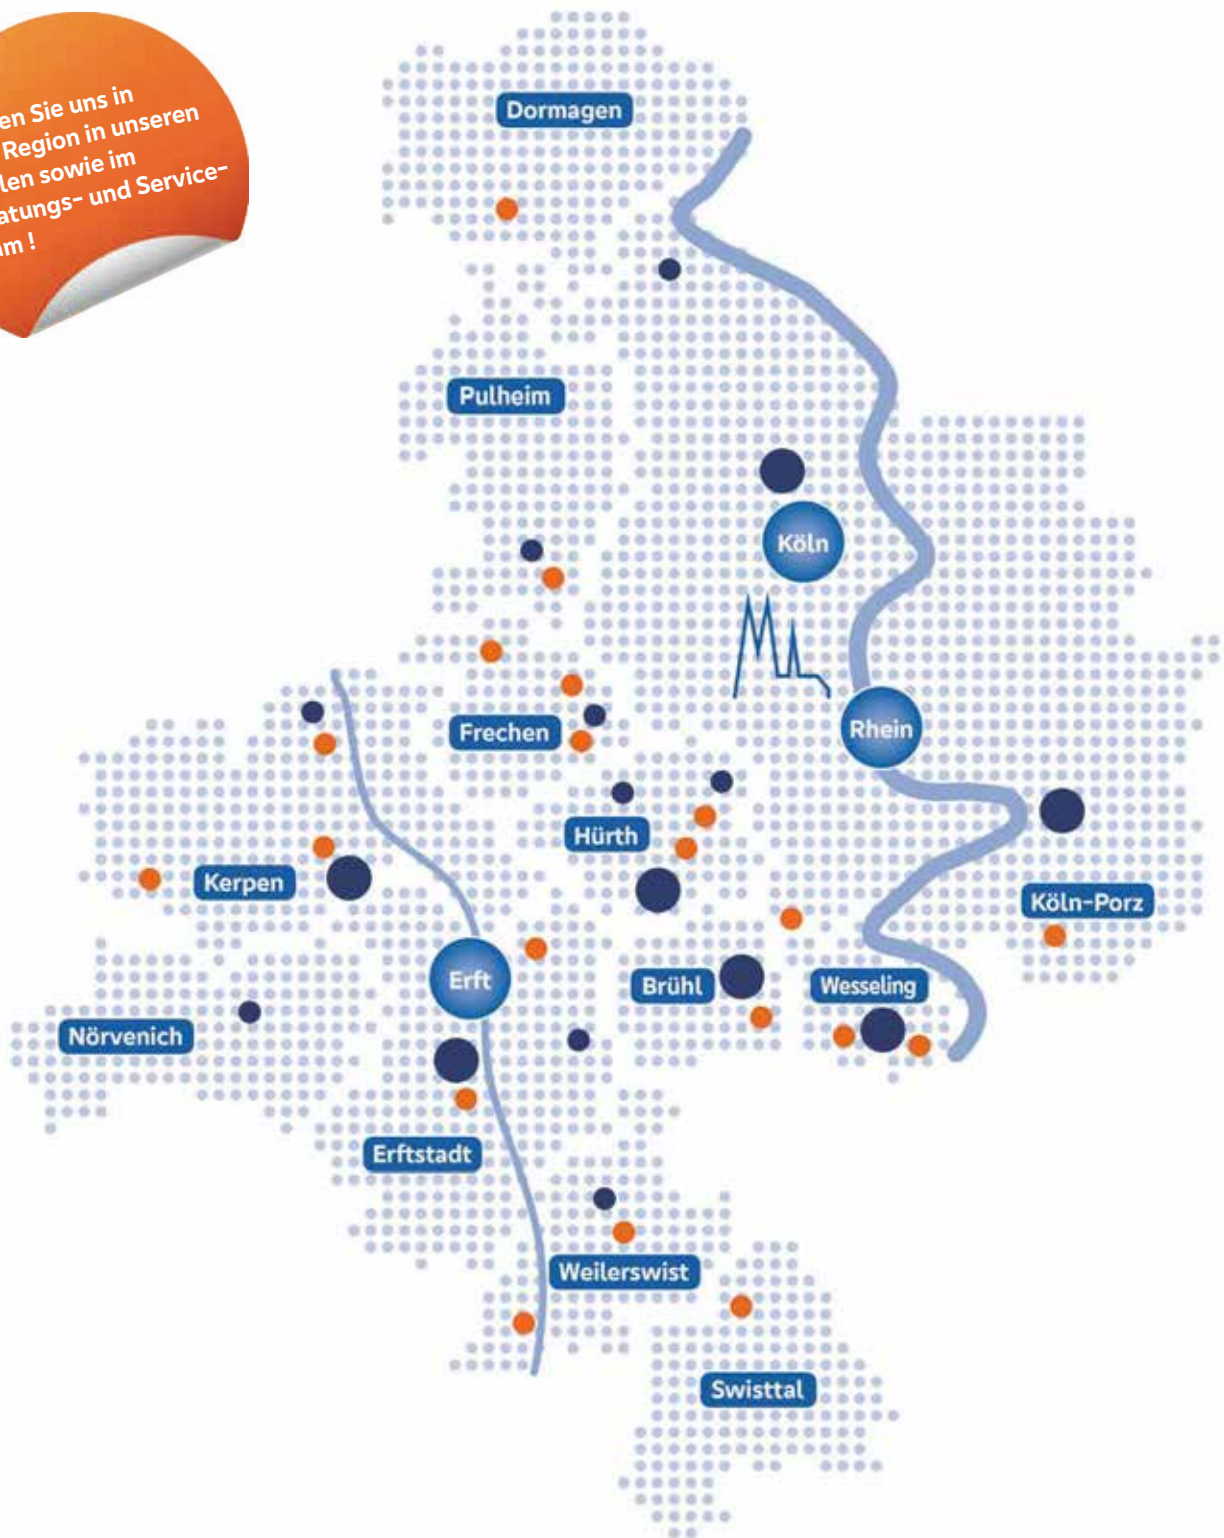 en Sie uns in
Region in unseren
len sowie im
atungs- und Service-
m !
Dormagen
Pulheim
Köln
Rhein
Frechen
Hürth
Kerpen
Köln-Porz
Erft
Brühl
Wesseling
Nörvenich
Erftstadt
Weilerswist
Swisttal